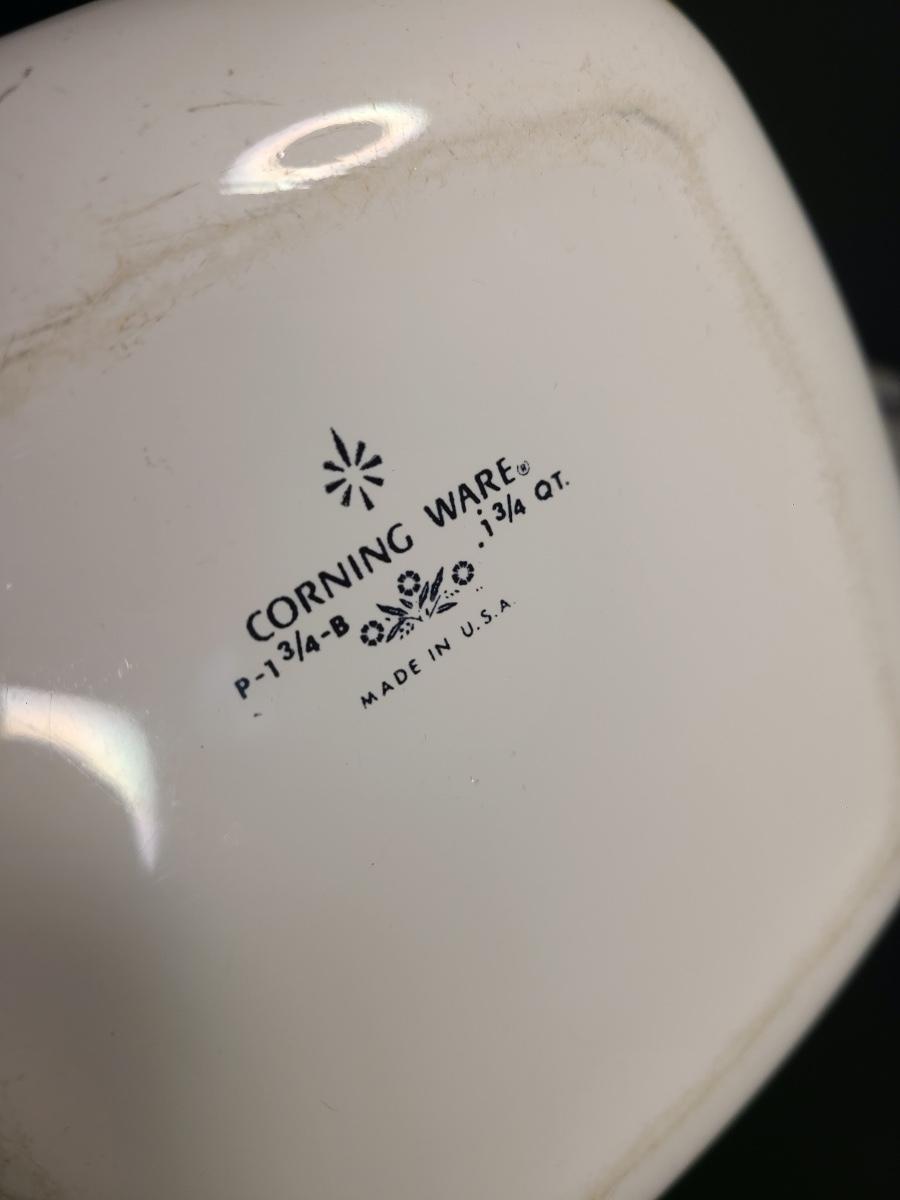 CORNING WARE®
P-1 3/4-B 1 3/4 QT.
MADE IN U.S.A.